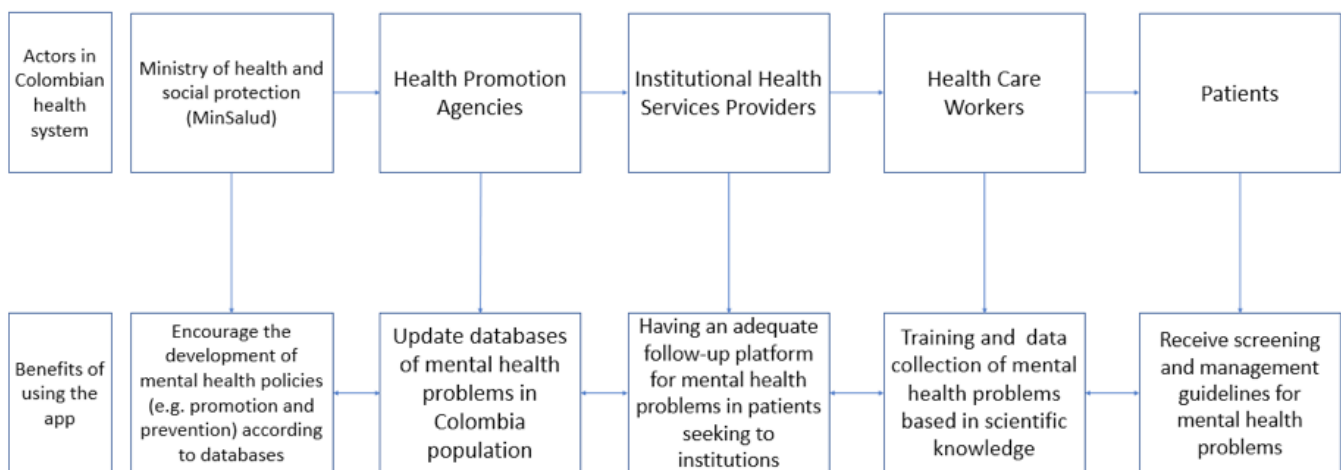 Actors in
Colombian
health
system
Ministry of health and
social protection
(MinSalud)
Health Promotion
Agencies
Institutional Health
Services Providers
Health Care
Workers
Patients
Benefits of
using the
app
Encourage the
development of
mental health policies
(e.g. promotion and
prevention) according
to databases
Update databases
of mental health
problems in
Colombia
population
Having an adequate
follow-up platform
for mental health
problems in patients
seeking to
institutions
Training and data
collection of mental
health problems
based in scientific
knowledge
Receive screening
and management
guidelines for
mental health
problems